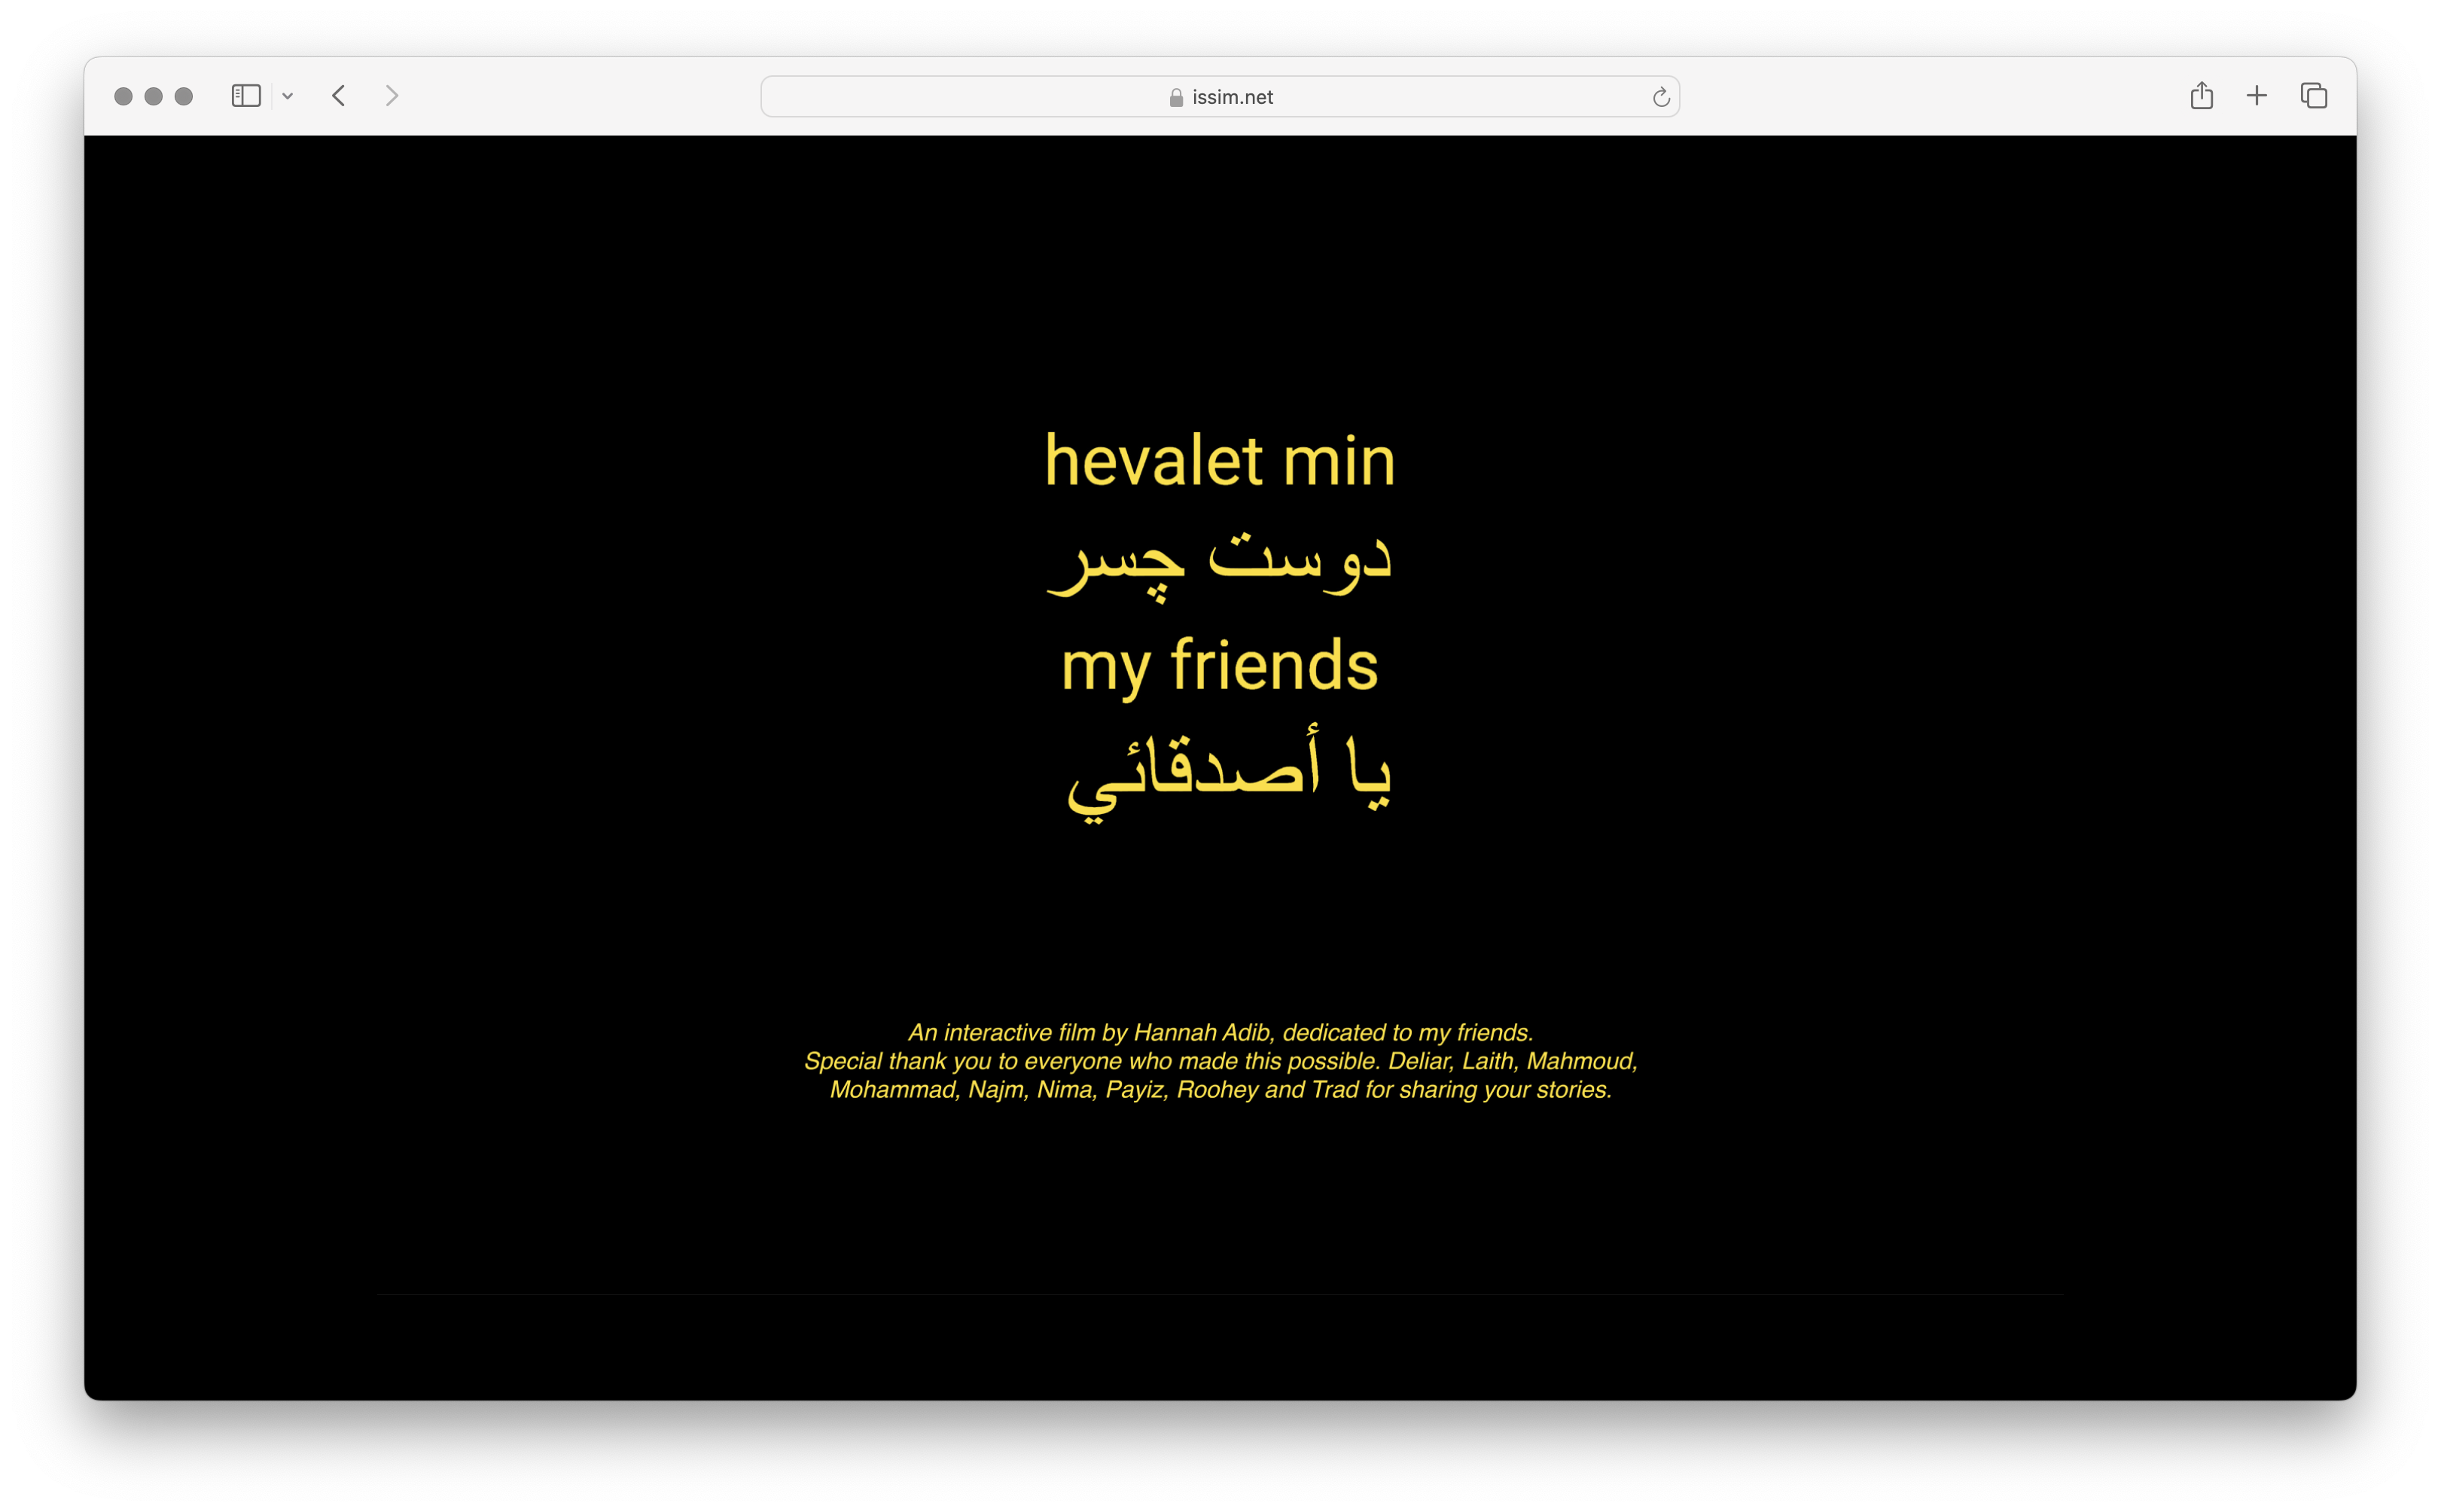 issim.net
hevalet min
دوست چسر
my friends
يا أصدقائي
An interactive film by Hannah Adib, dedicated to my friends.
Special thank you to everyone who made this possible. Deliar, Laith, Mahmoud,
Mohammad, Najm, Nima, Payiz, Roohey and Trad for sharing your stories.